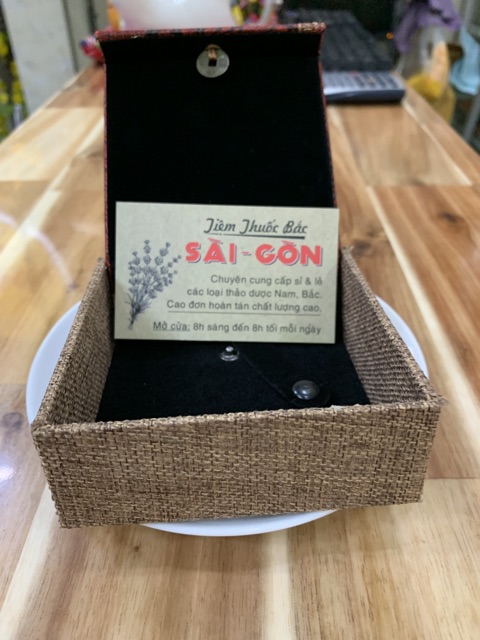 Tiệm Thuốc Bắc
SÀI-GÒN
Chuyên cung cấp sỉ & lẻ
các loại thảo dược Nam, Bắc.
Cao đơn hoàn tán chất lượng cao.
Mở cửa: 8h sáng đến 8h tối mỗi ngày